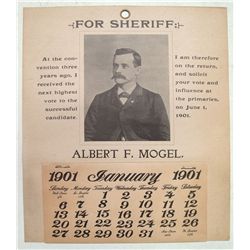 FOR SHERIFF:
At the con-
vention three
years ago, I
received the
next highest
vote to the
successful
candidate.
I am therefore
on the return,
and solicit
your vote and
influence at
the primaries,
on June 1,
1901.
ALBERT F. MOGEL.
1901 January 1901
Sunday Monday Tuesday Wednesday Thursday Friday Saturday
1 2 3 4 5
6 7 8 9 10 11 12
13 14 15 16 17 18 19
20 21 22 23 24 25 26
27 28 29 30 31